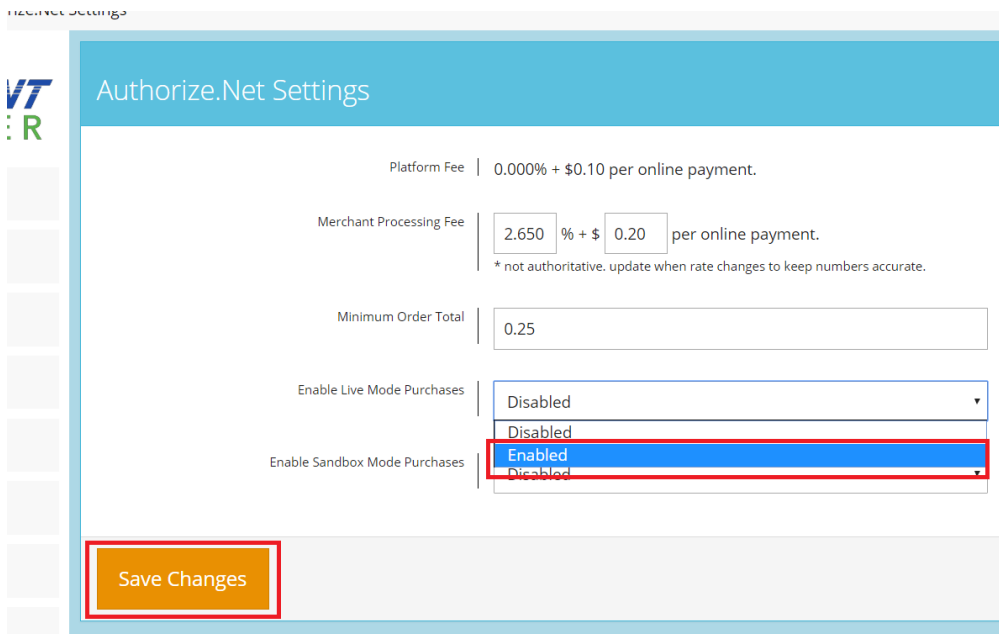 Settings
Authorize.Net Settings
Platform Fee 0.000% + $0.10 per online payment.
Merchant Processing Fee 2.650 % + $ 0.20 per online payment.
* not authoritative. update when rate changes to keep numbers accurate.
Minimum Order Total 0.25
Enable Live Mode Purchases Disabled
Disabled
Enabled
Enable Sandbox Mode Purchases Disabled
Save Changes